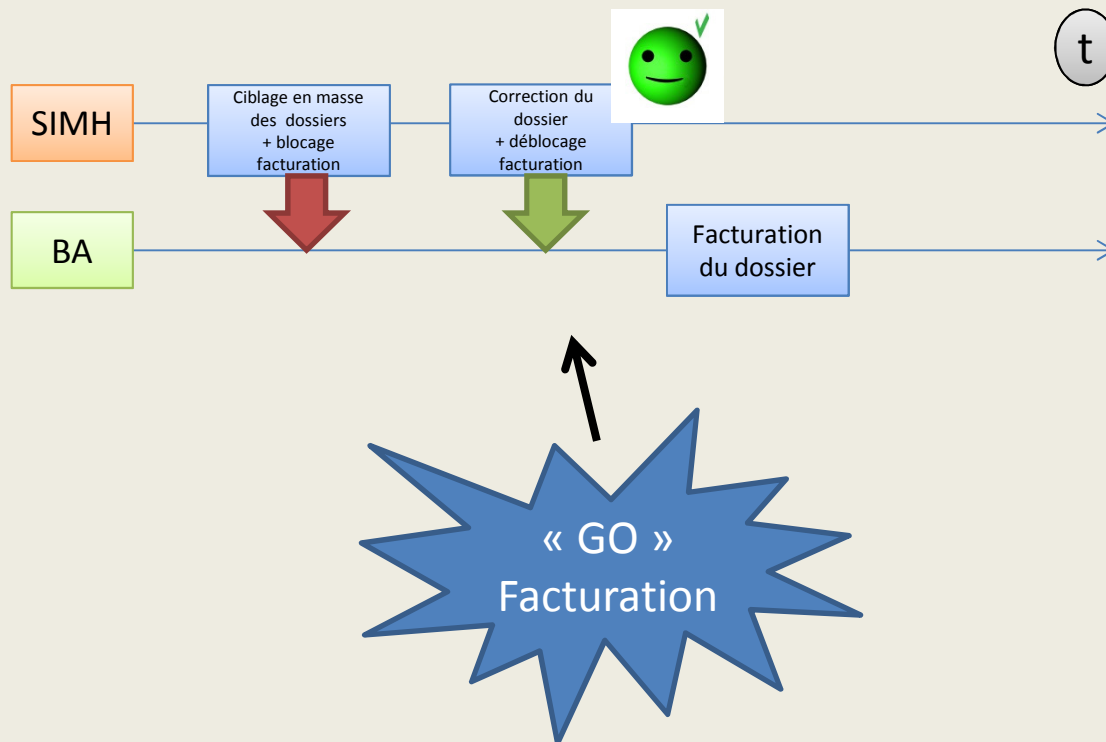 t
SIMH
Ciblage en masse
des dossiers
+ blocage
facturation
Correction du
dossier
+ déblocage
facturation
BA
Facturation
du dossier
« GO »
Facturation